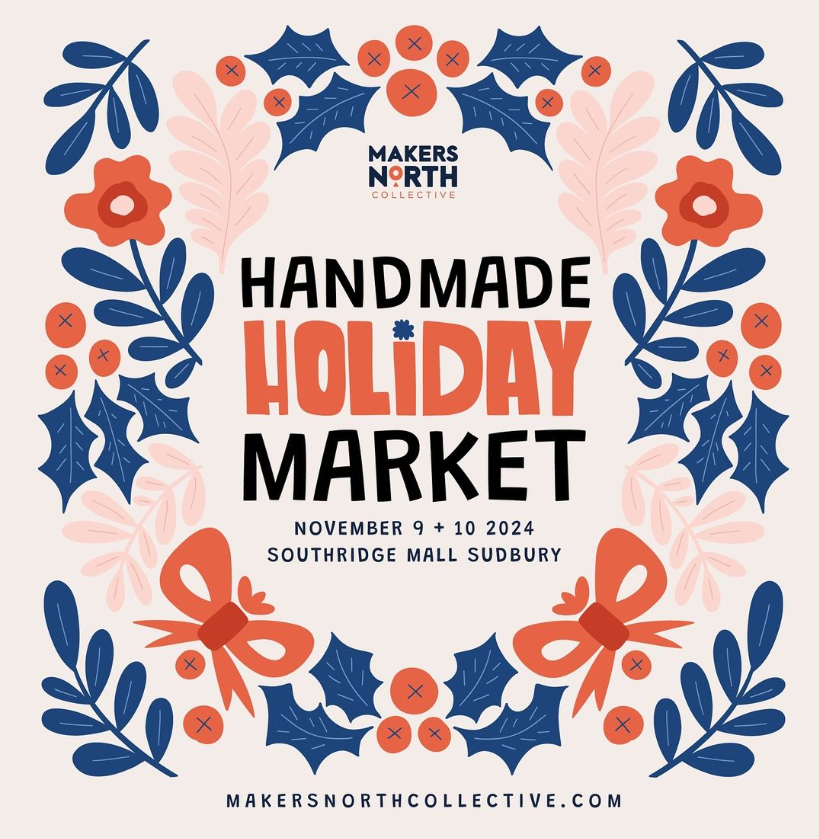 MAKERS
NORTH
COLLECTIVE
HANDMADE
HOLiDAY
MARKET
NOVEMBER 9 + 10 2024
SOUTHRIDGE MALL SUDBURY
MAKERSNORTHCOLLECTIVE.COM